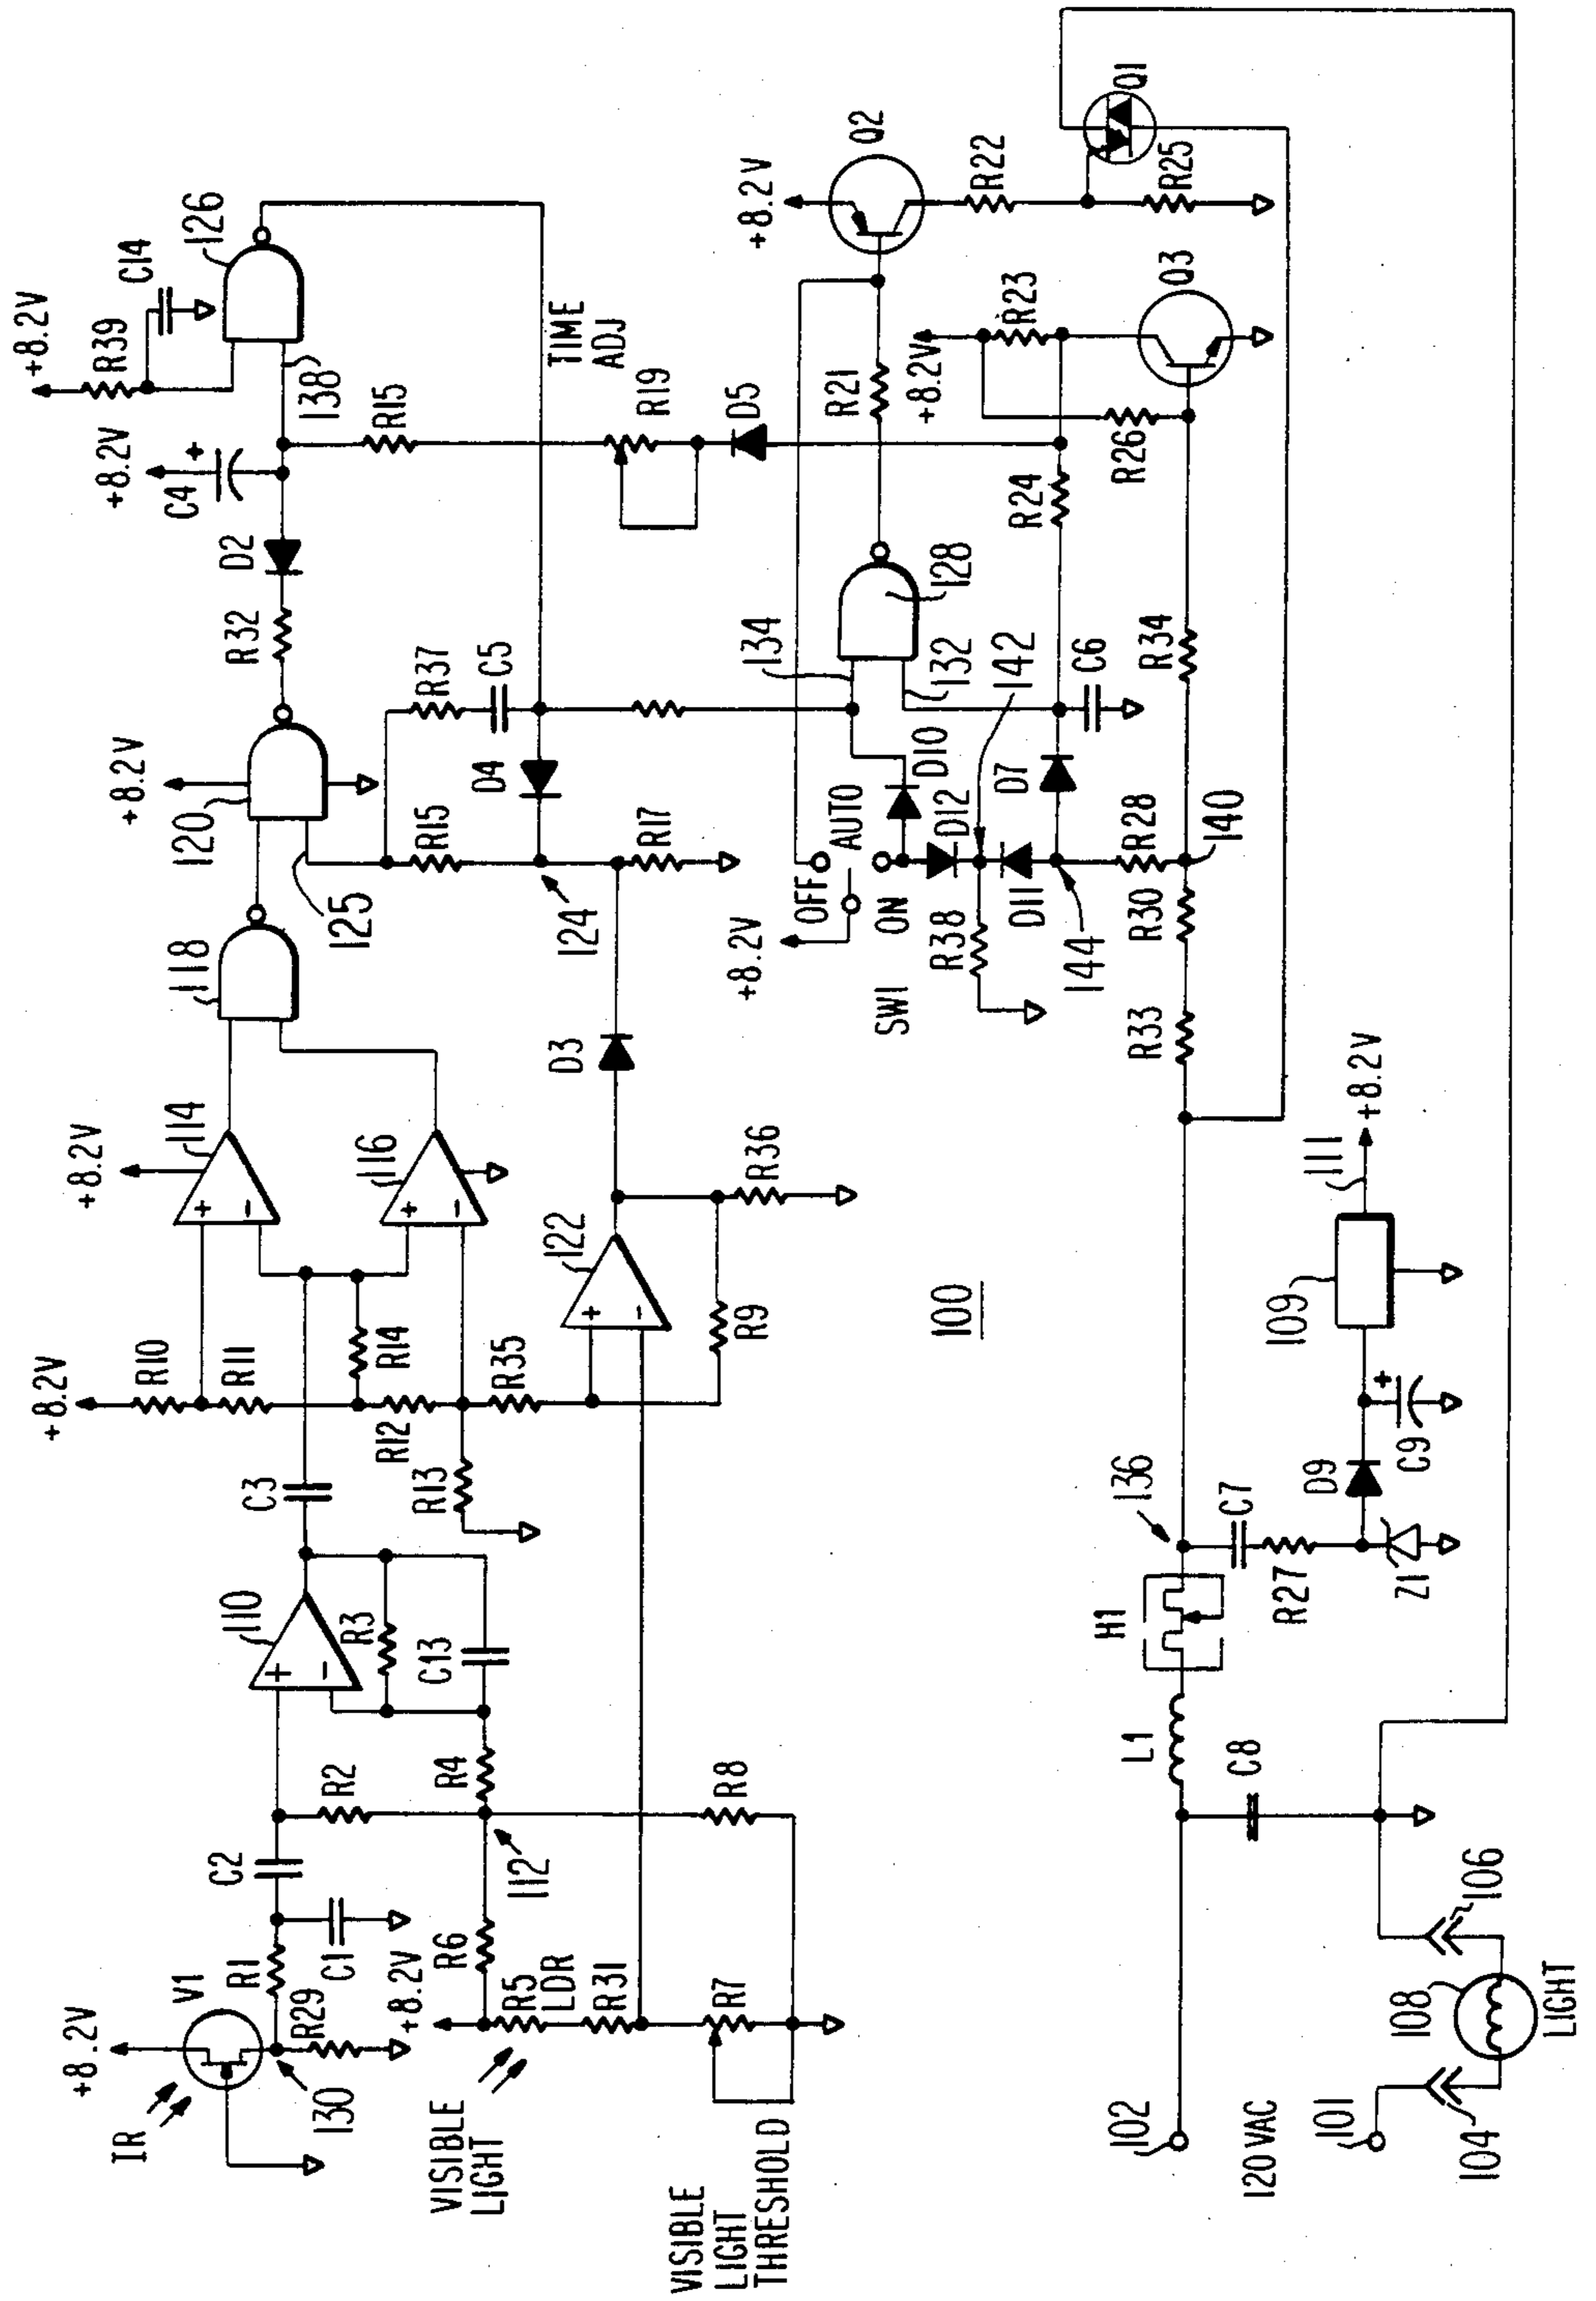 +8.2V
IR
V1
R1
130
R29
C1
C2
R2
110
+
–
R3
C13
R4
112
R6
+8.2V
R5
LDR
R31
VISIBLE
LIGHT
R7
R8
VISIBLE
LIGHT
THRESHOLD
C3
+8.2V
R10
R11
R14
R12
R13
R35
+8.2V
114
+
–
116
+
–
122
+
–
R9
R36
D3
118
+8.2V
120
125
R15
124
R17
D4
R37
C5
R32
D2
+8.2V
C4
+
+8.2V
R39
C14
126
138
R15
R19
TIME
ADJ
D5
+8.2V
SW1
OFF
AUTO
ON
D10
D12
R38
142
D11
144
D7
134
132
128
C6
R24
R21
+8.2V
Q2
R22
R25
Q1
+8.2V
R23
R26
Q3
R34
R28
140
R30
R33
100
102
120 VAC
101
104
108
LIGHT
106
C8
L1
H1
136
C7
R27
Z1
D9
C9
+
109
111
+8.2V